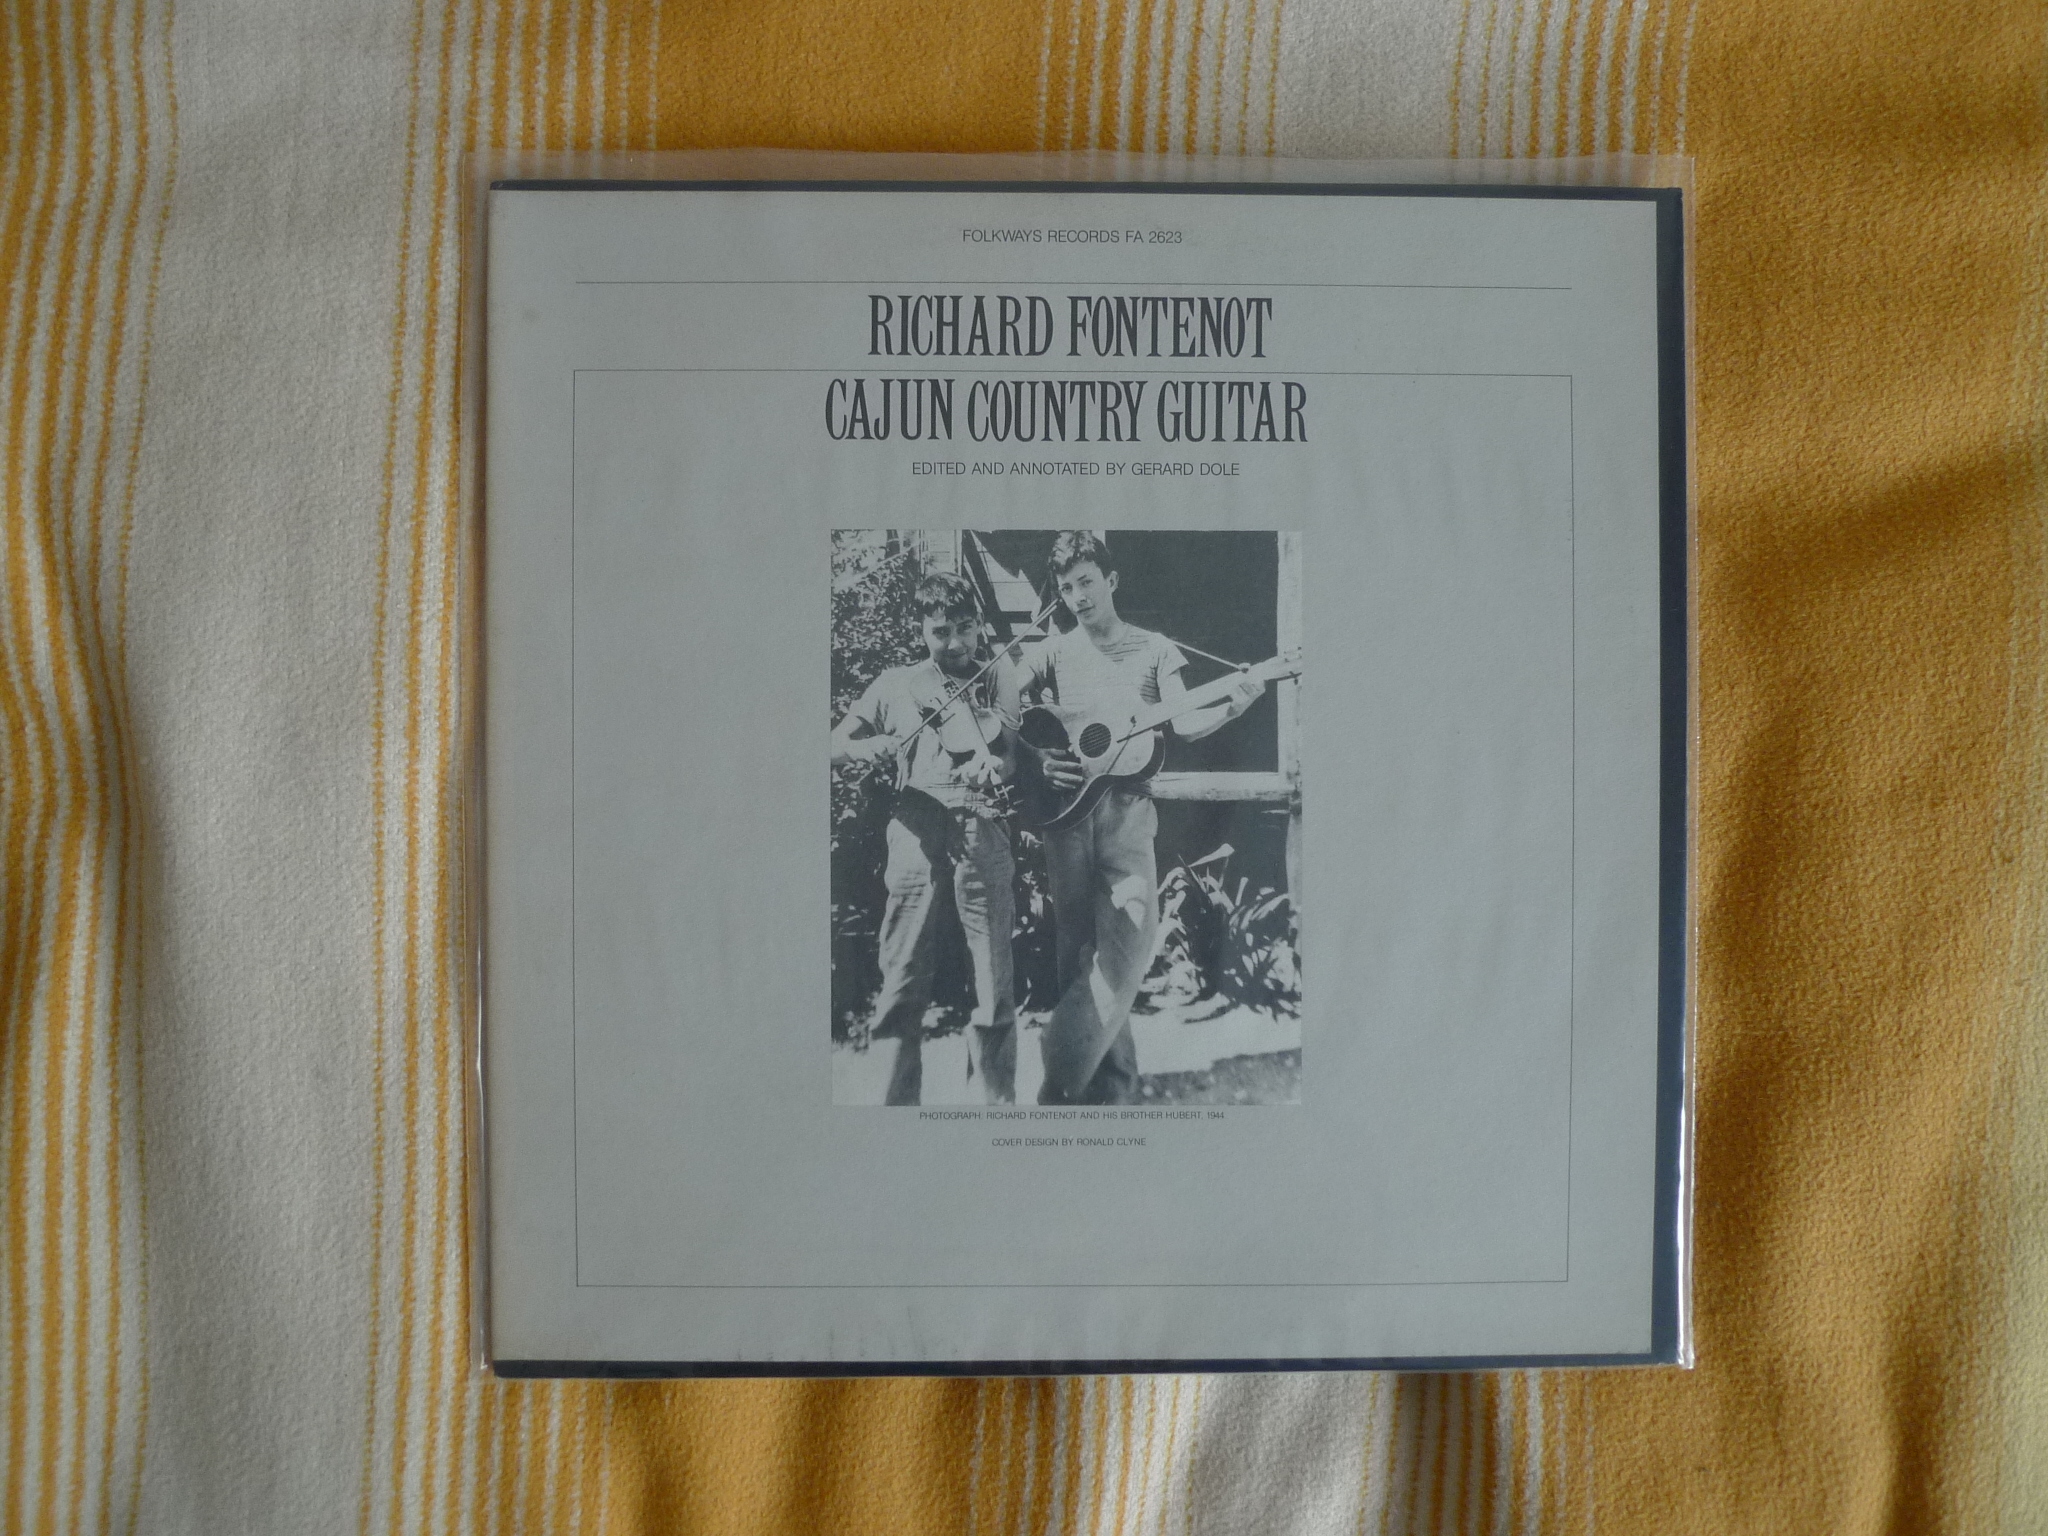 FOLKWAYS RECORDS FA 2623
RICHARD FONTENOT
CAJUN COUNTRY GUITAR
EDITED AND ANNOTATED BY GERARD DOLE
PHOTOGRAPH: RICHARD FONTENOT AND HIS BROTHER HUBERT, 1944.
COVER DESIGN BY RONALD CLYNE